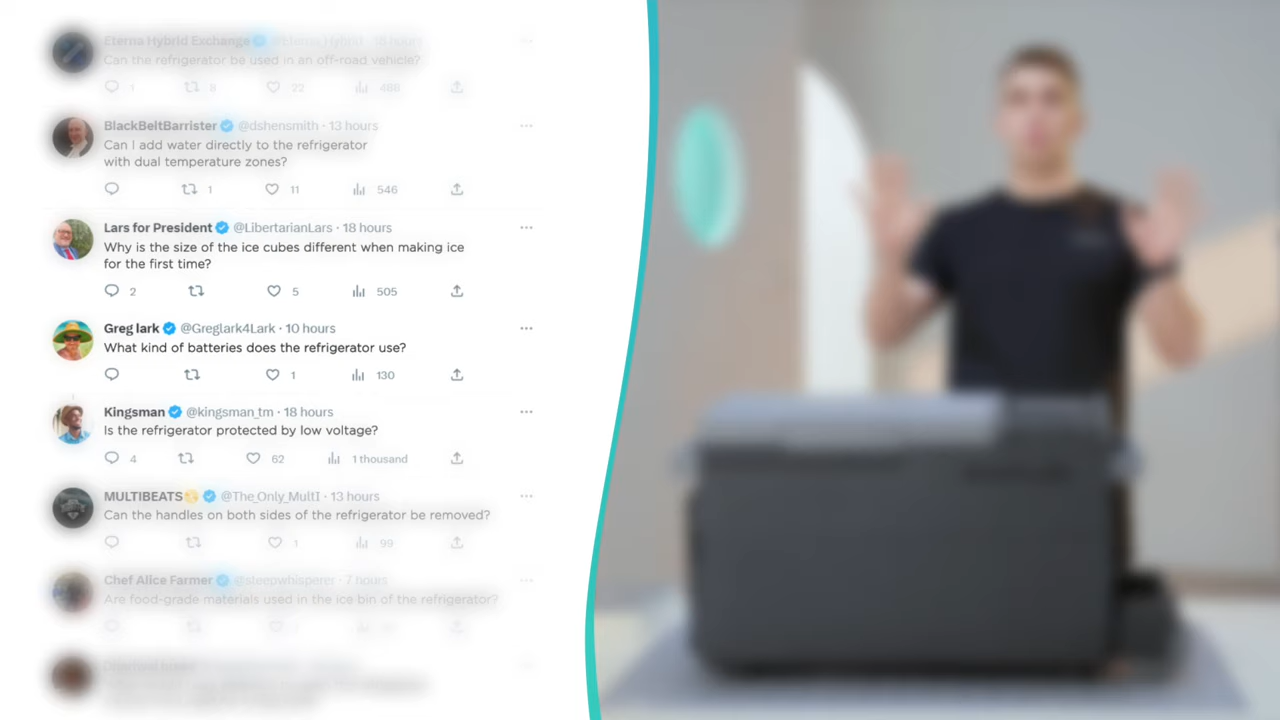 Eterna Hybrid Exchange @Eterna_Hybrid · 18 hours
Can the refrigerator be used in an off-road vehicle?
1 8 22 488
BlackBeltBarrister @dshensmith · 13 hours
Can I add water directly to the refrigerator
with dual temperature zones?
1 11 546
Lars for President @LibertarianLars · 18 hours
Why is the size of the ice cubes different when making ice
for the first time?
2 5 505
Greg lark @Greglark4Lark · 10 hours
What kind of batteries does the refrigerator use?
1 130
Kingsman @kingsman_tm · 18 hours
Is the refrigerator protected by low voltage?
4 62 1 thousand
MULTIBEATS @The_Only_MultI · 13 hours
Can the handles on both sides of the refrigerator be removed?
1 99
Chef Alice Farmer @steepwhisperer · 7 hours
Are food-grade materials used in the ice bin of the refrigerator?